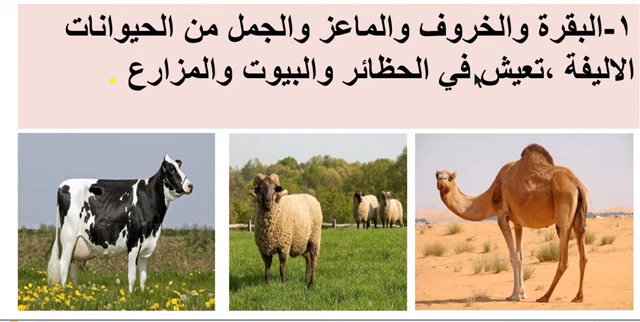 ١-البقرة والخروف والماعز والجمل من الحيوانات
الاليفة ،تعيش في الحظائر والبيوت والمزارع .